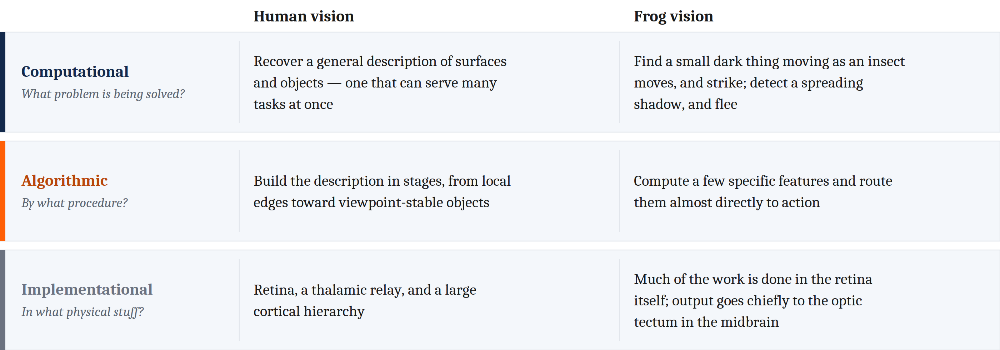 Human vision
Frog vision
Computational
What problem is being solved?
Recover a general description of surfaces
and objects — one that can serve many
tasks at once
Find a small dark thing moving as an insect
moves, and strike; detect a spreading
shadow, and flee
Algorithmic
By what procedure?
Build the description in stages, from local
edges toward viewpoint-stable objects
Compute a few specific features and route
them almost directly to action
Implementational
In what physical stuff?
Retina, a thalamic relay, and a large
cortical hierarchy
Much of the work is done in the retina
itself; output goes chiefly to the optic
tectum in the midbrain